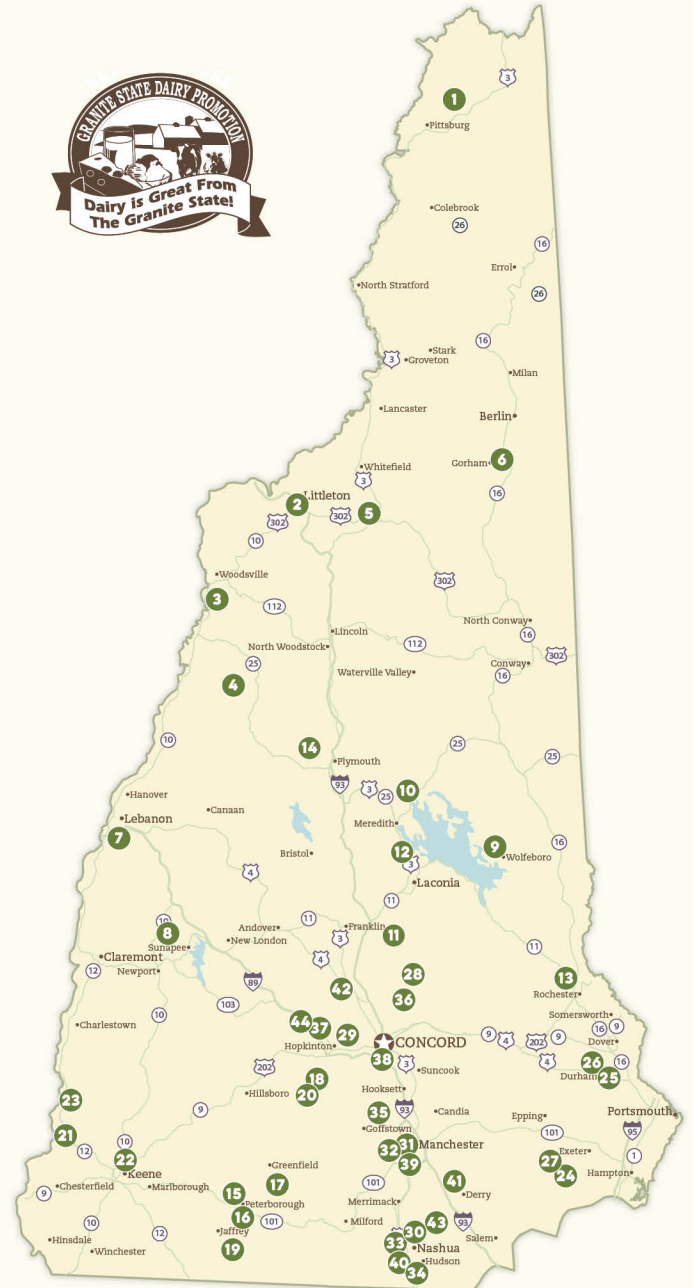 GRANITE STATE DAIRY PROMOTION
Dairy is Great From
The Granite State!
3
1
Pittsburg
Colebrook
26
16
Errol
26
North Stratford
16
Stark
3
Groveton
Milan
Lancaster
Berlin
6
Gorham
Whitefield
3
16
Littleton
2
5
302
302
10
Woodsville
302
3
112
North Conway
Lincoln
16
112
North Woodstock
302
25
Conway
Waterville Valley
16
4
10
25
14
25
Plymouth
93
3
10
25
Hanover
Canaan
Lebanon
Meredith
7
16
9
12
Bristol
Wolfeboro
3
4
Laconia
11
10
11
Andover
Franklin
8
11
New London
3
Sunapee
11
Claremont
4
12
Newport
28
13
89
42
Rochester
36
103
10
Somersworth
44
37
16
9
Charlestown
29
9
4
202
9
Dover
CONCORD
Hopkinton
38
3
4
26
16
202
Suncook
Durham
25
18
Hillsboro
20
Hooksett
23
9
35
93
Candia
Epping
Portsmouth
21
Goffstown
101
95
10
12
32
31
Manchester
Exeter
1
22
39
27
Keene
Greenfield
24
Hampton
Chesterfield
Marlborough
17
101
41
9
15
Merrimack
Derry
Peterborough
16
10
101
Milford
43
93
12
Jaffrey
30
Hinsdale
33
Salem
Winchester
19
Nashua
40
Hudson
34